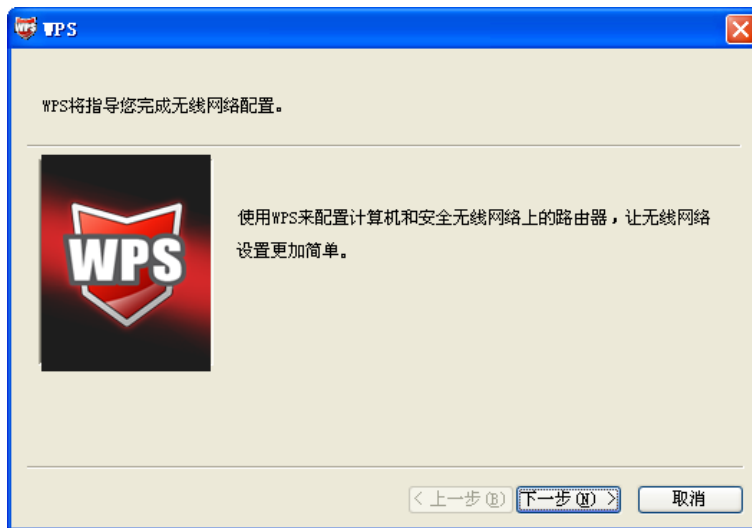 WPS
WPS将指导您完成无线网络配置。
WPS
使用WPS来配置计算机和安全无线网络上的路由器，让无线网络
设置更加简单。
< 上一步(B) 下一步(N) > 取消